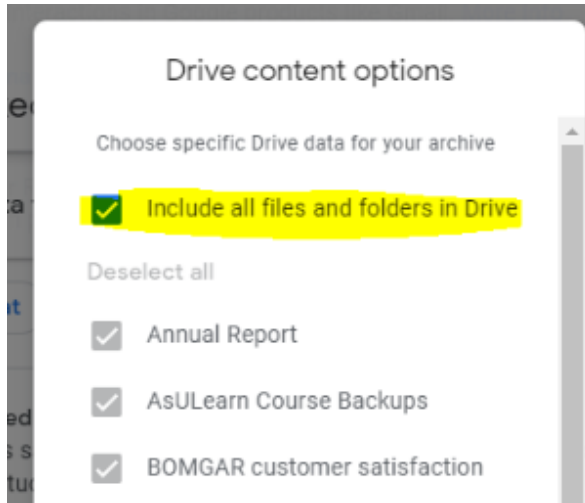 Drive content options
Choose specific Drive data for your archive
Include all files and folders in Drive
Deselect all
Annual Report
AsULearn Course Backups
BOMGAR customer satisfaction